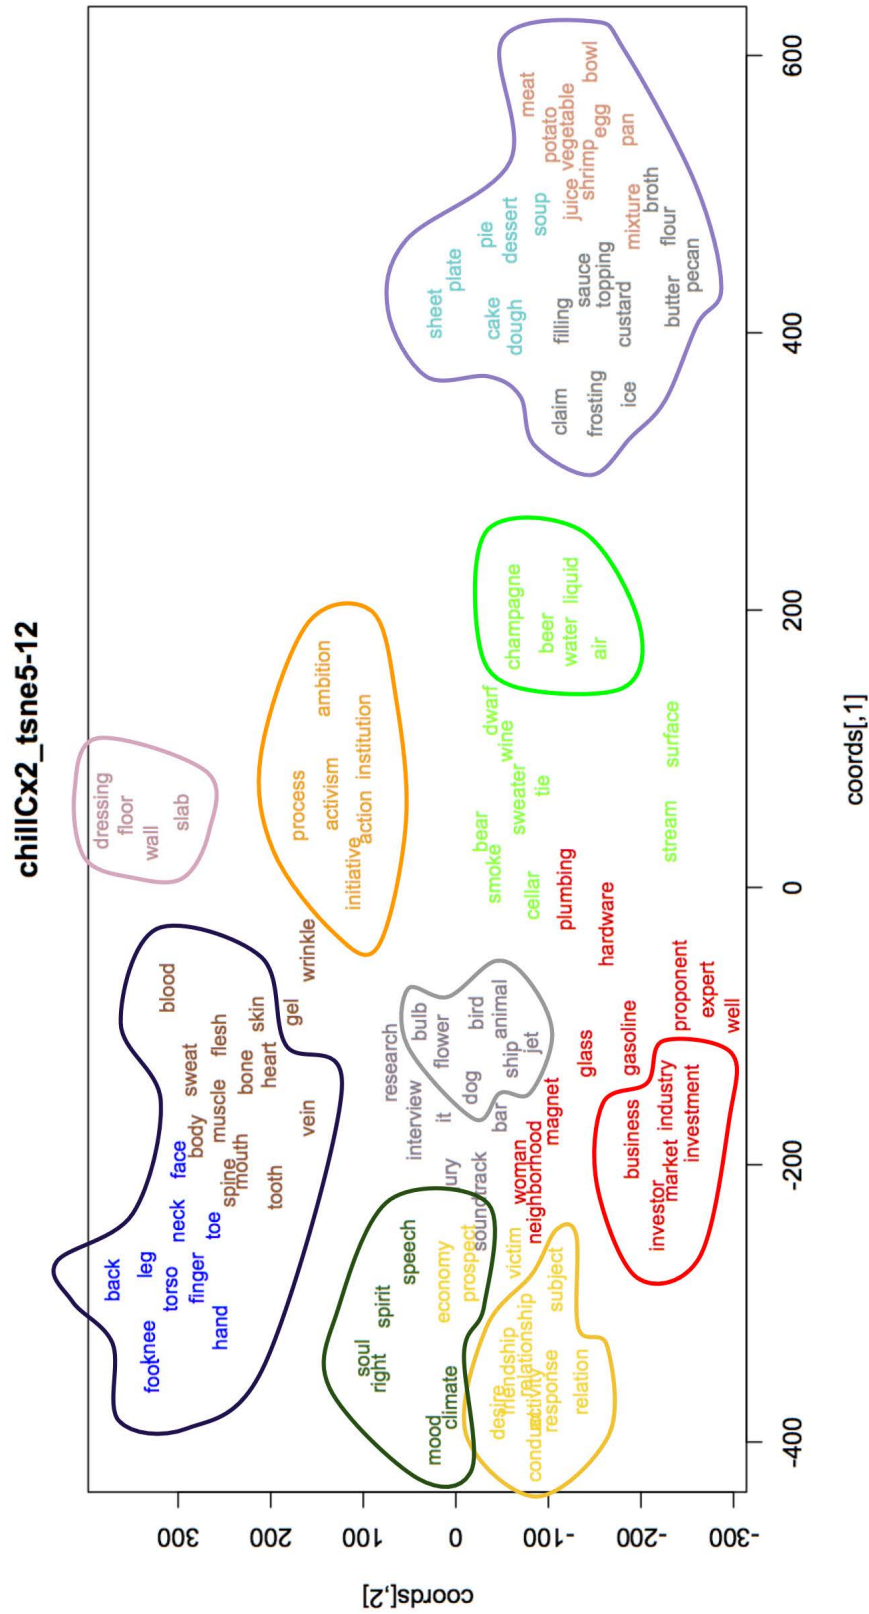 chillCx2_tsne5-12
dressing
floor
wall
slab
process
ambition
activism
institution
action
initiative
blood
wrinkle
gel
skin
flesh
sweat
heart
bone
muscle
body
vein
mouth
spine
tooth
face
neck
toe
back
leg
torso
finger
hand
knee
foot
sheet
plate
pie
dessert
soup
cake
dough
meat
bowl
potato
vegetable
egg
pan
shrimp
juice
mixture
broth
flour
pecan
butter
sauce
topping
custard
filling
claim
frosting
ice
champagne
liquid
beer
water
air
dwarf
wine
sweater
tie
bear
smoke
cellar
surface
stream
plumbing
hardware
research
bulb
flower
bird
animal
interview
it
dog
ship
jet
bar
soundtrack
ury
glass
magnet
gasoline
proponent
expert
well
woman
neighborhood
business
industry
investment
market
investor
speech
spirit
soul
right
mood
climate
economy
prospect
victim
subject
friendship
relationship
desire
activity
conduct
response
relation
coords[,2]
300
200
100
0
-100
-200
-300
coords[,1]
-400
-200
0
200
400
600